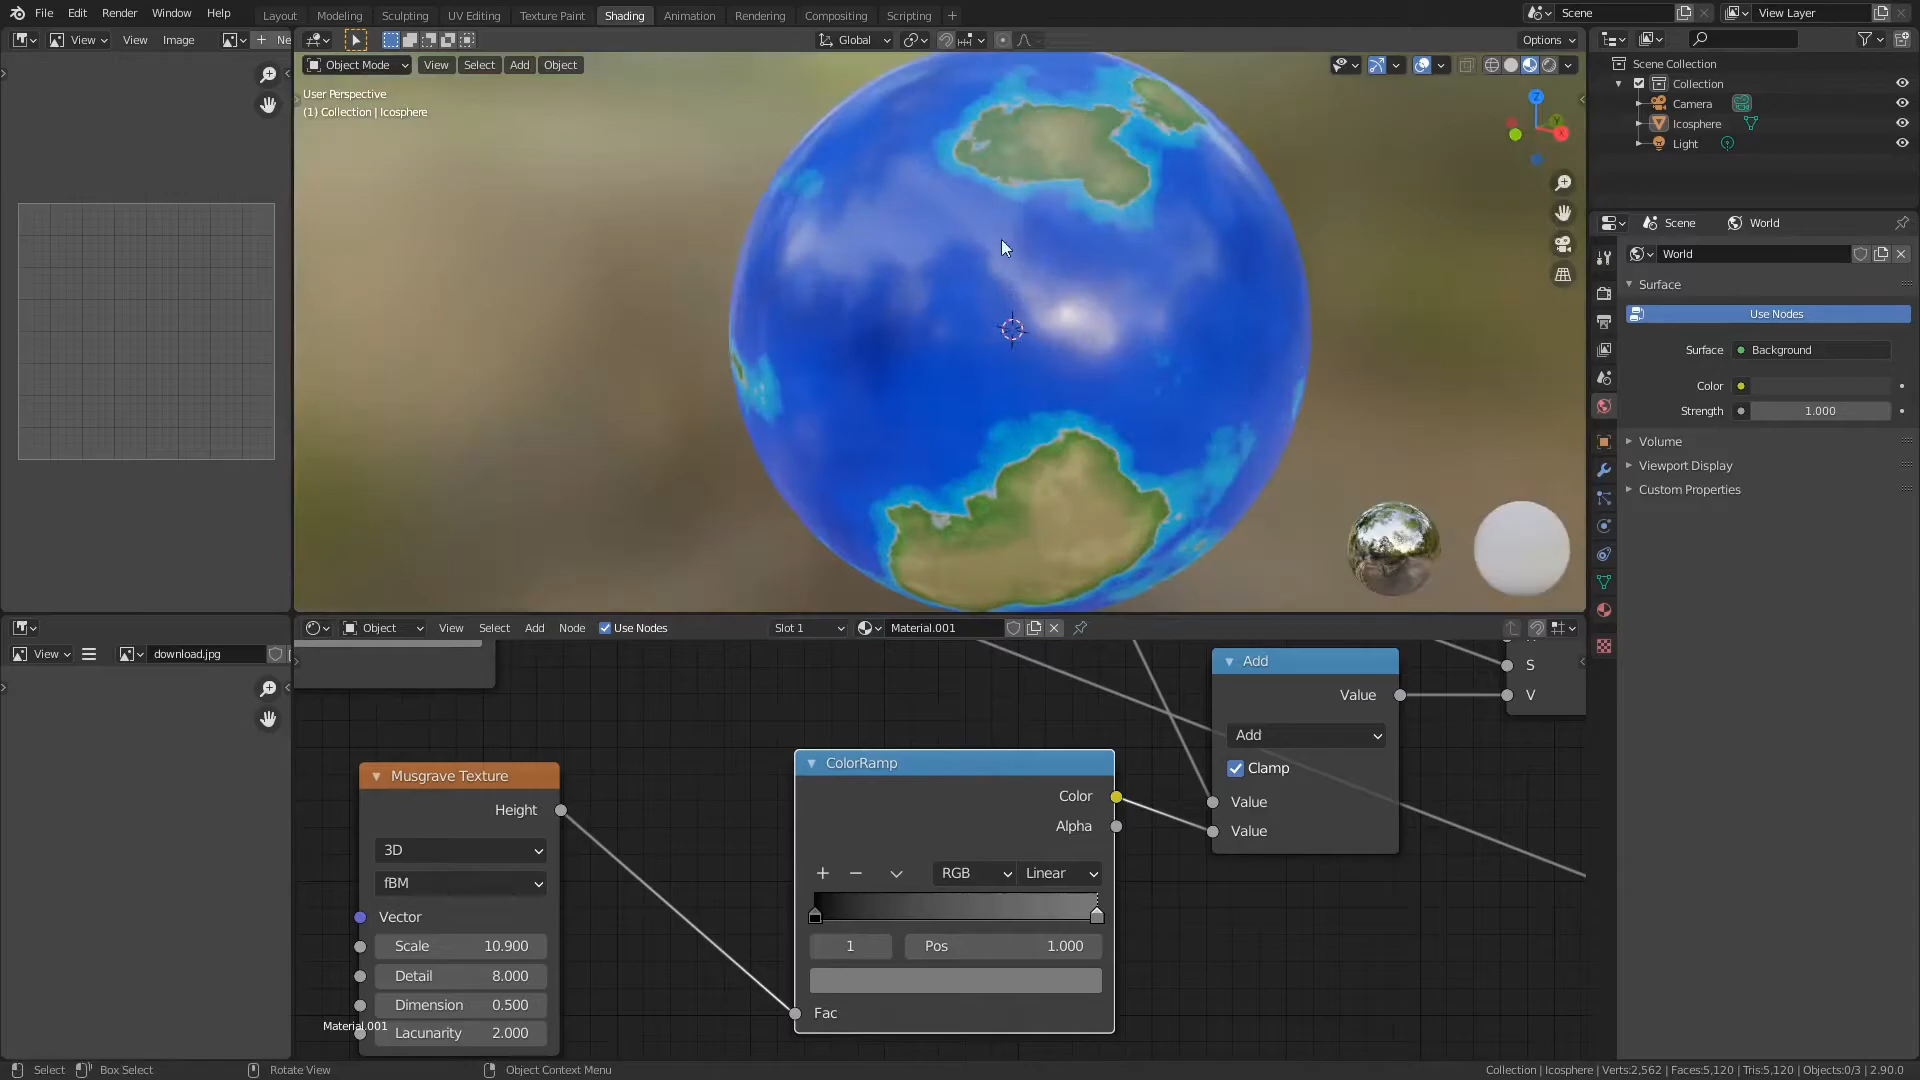 File Edit Render Window Help Layout Modeling Sculpting UV Editing Texture Paint Shading Animation Rendering Compositing Scripting + Scene View Layer
View View Image Ne Global Options
Object Mode View Select Add Object
User Perspective
(1) Collection | Icosphere
Z
Y
X
Scene Collection
Collection
Camera
Icosphere
Light
Scene World
World
Surface
Use Nodes
Surface Background
Color
Strength 1.000
Volume
Viewport Display
Custom Properties
Object View Select Add Node Use Nodes Slot 1 Material.001
View download.jpg
Musgrave Texture
Height
3D
fBM
Vector
Scale 10.900
Detail 8.000
Dimension 0.500
Lacunarity 2.000
Material.001
ColorRamp
Color
Alpha
RGB Linear
1 Pos 1.000
Fac
Add
Value
Add
Clamp
Value
Value
S
V
Select Box Select Rotate View Object Context Menu Collection | Icosphere | Verts:2,562 | Faces:5,120 | Tris:5,120 | Objects:0/3 | 2.90.0